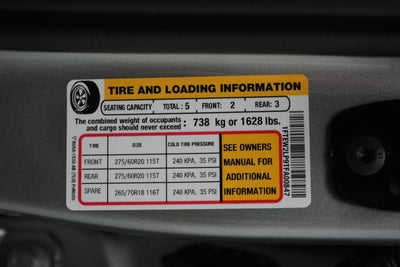 TIRE AND LOADING INFORMATION
SEATING CAPACITY TOTAL : 5 FRONT: 2 REAR: 3
The combined weight of occupants
and cargo should never exceed : 738 kg or 1628 lbs.
TIRE SIZE COLD TIRE PRESSURE
FRONT 275/60R20 115T 240 KPA, 35 PSI
REAR 275/60R20 115T 240 KPA, 35 PSI
SPARE 265/70R18 116T 240 KPA, 35 PSI
SEE OWNERS
MANUAL FOR
ADDITIONAL
INFORMATION
1FTEW2LP9TFA00847